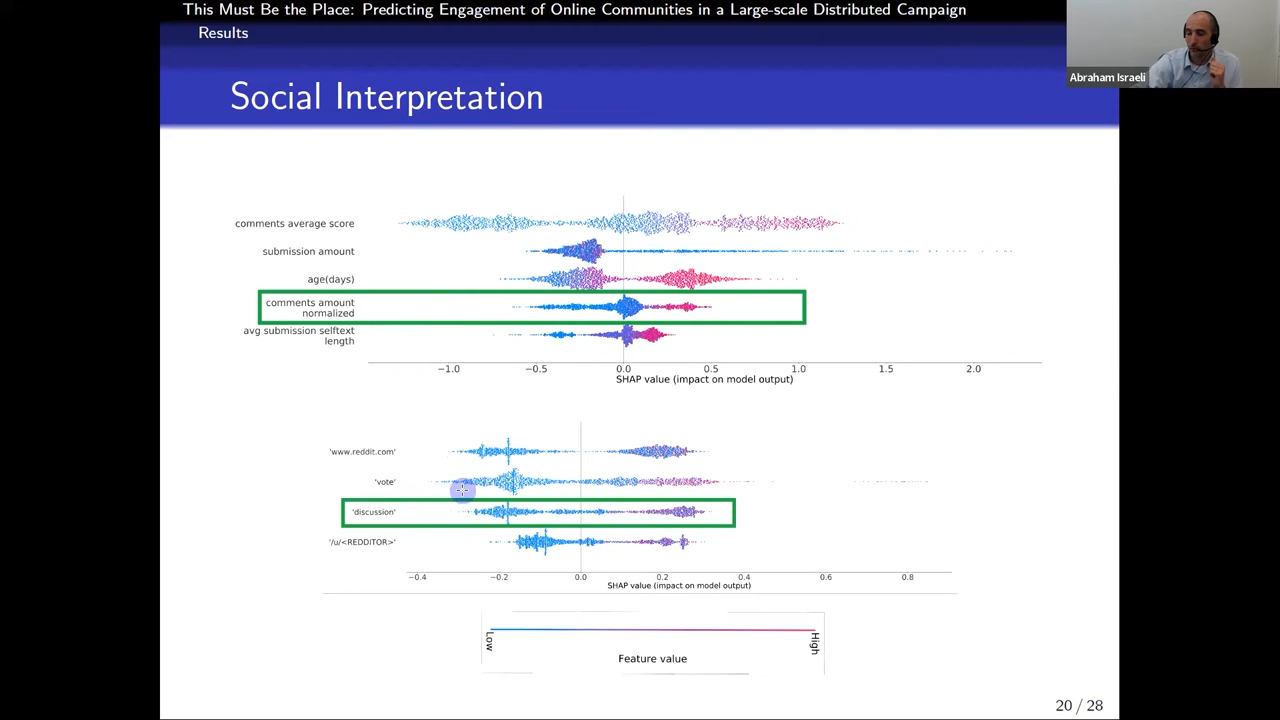 This Must Be the Place: Predicting Engagement of Online Communities in a Large-scale Distributed Campaign
Results
Abraham Israeli
Social Interpretation
comments average score
submission amount
age(days)
comments amount
normalized
avg submission selftext
length
−1.0 −0.5 0.0 0.5 1.0 1.5 2.0
SHAP value (impact on model output)
'www.reddit.com'
'vote'
'discussion'
'/u/<REDDITOR>'
−0.4 −0.2 0.0 0.2 0.4 0.6 0.8
SHAP value (impact on model output)
Low
High
Feature value
20 / 28